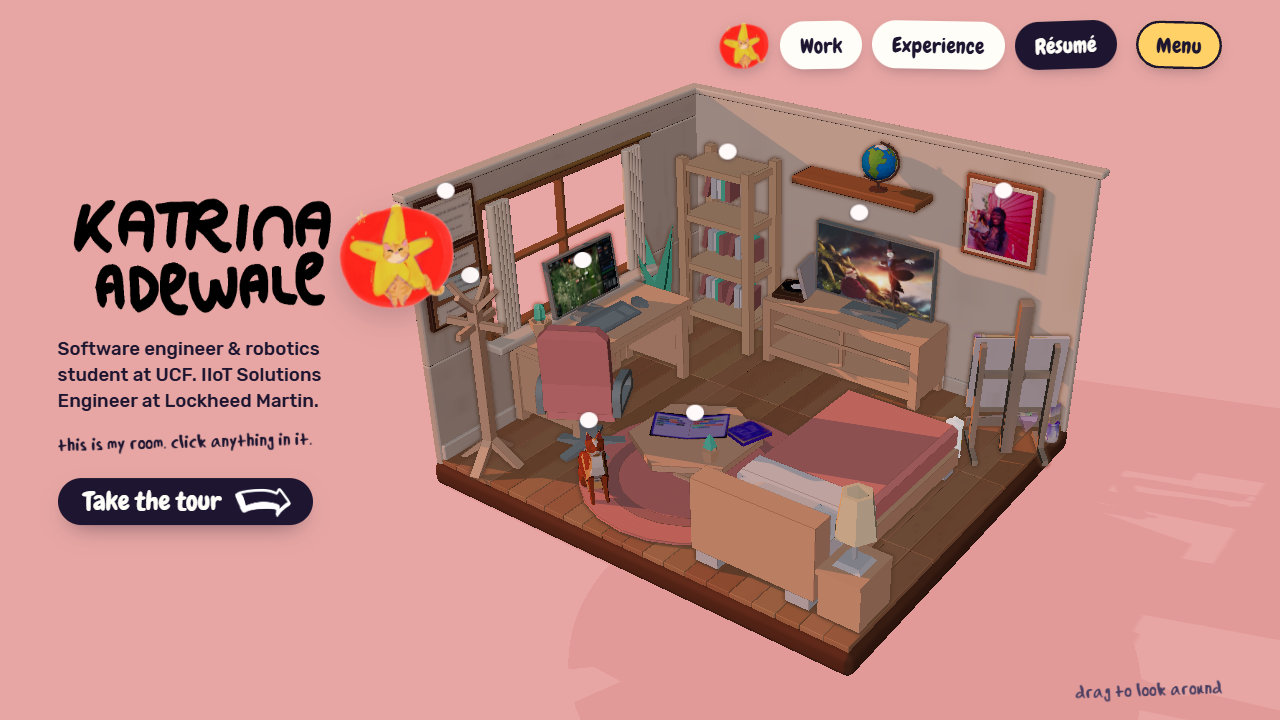 Work
Experience
Résumé
Menu
KATRINA
ADEWALE
Software engineer & robotics
student at UCF. IIoT Solutions
Engineer at Lockheed Martin.
this is my room. click anything in it.
Take the tour
drag to look around